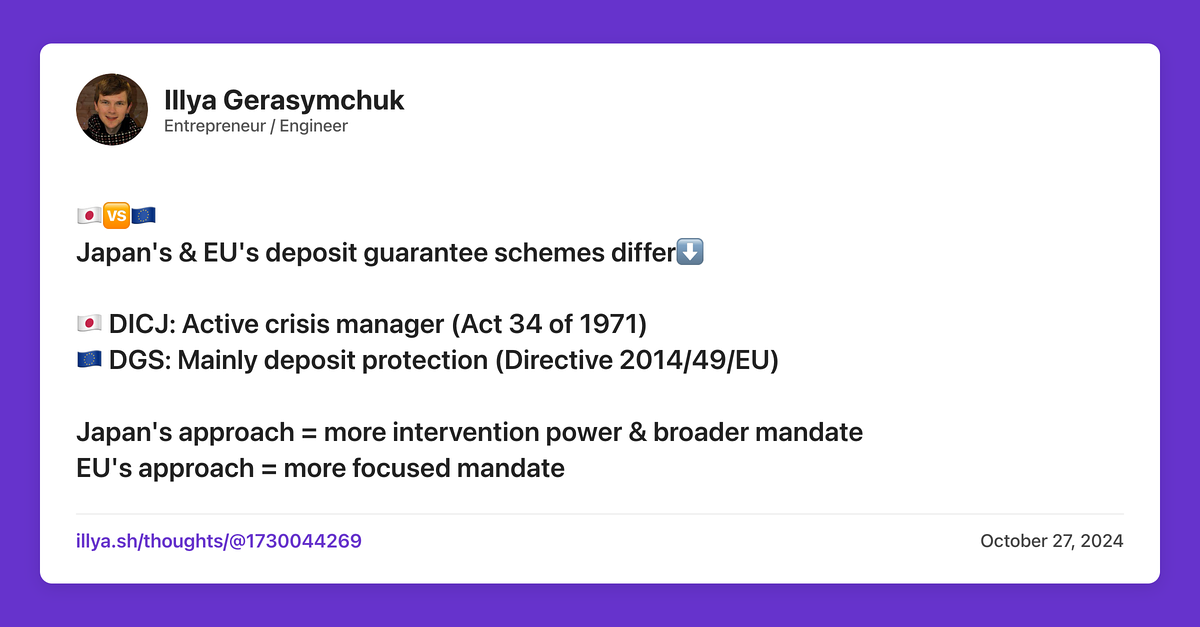 Illya Gerasymchuk
Entrepreneur / Engineer
🇯🇵🆚🇪🇺
Japan's & EU's deposit guarantee schemes differ⬇️
🇯🇵 DICJ: Active crisis manager (Act 34 of 1971)
🇪🇺 DGS: Mainly deposit protection (Directive 2014/49/EU)
Japan's approach = more intervention power & broader mandate
EU's approach = more focused mandate
illya.sh/thoughts/@1730044269
October 27, 2024